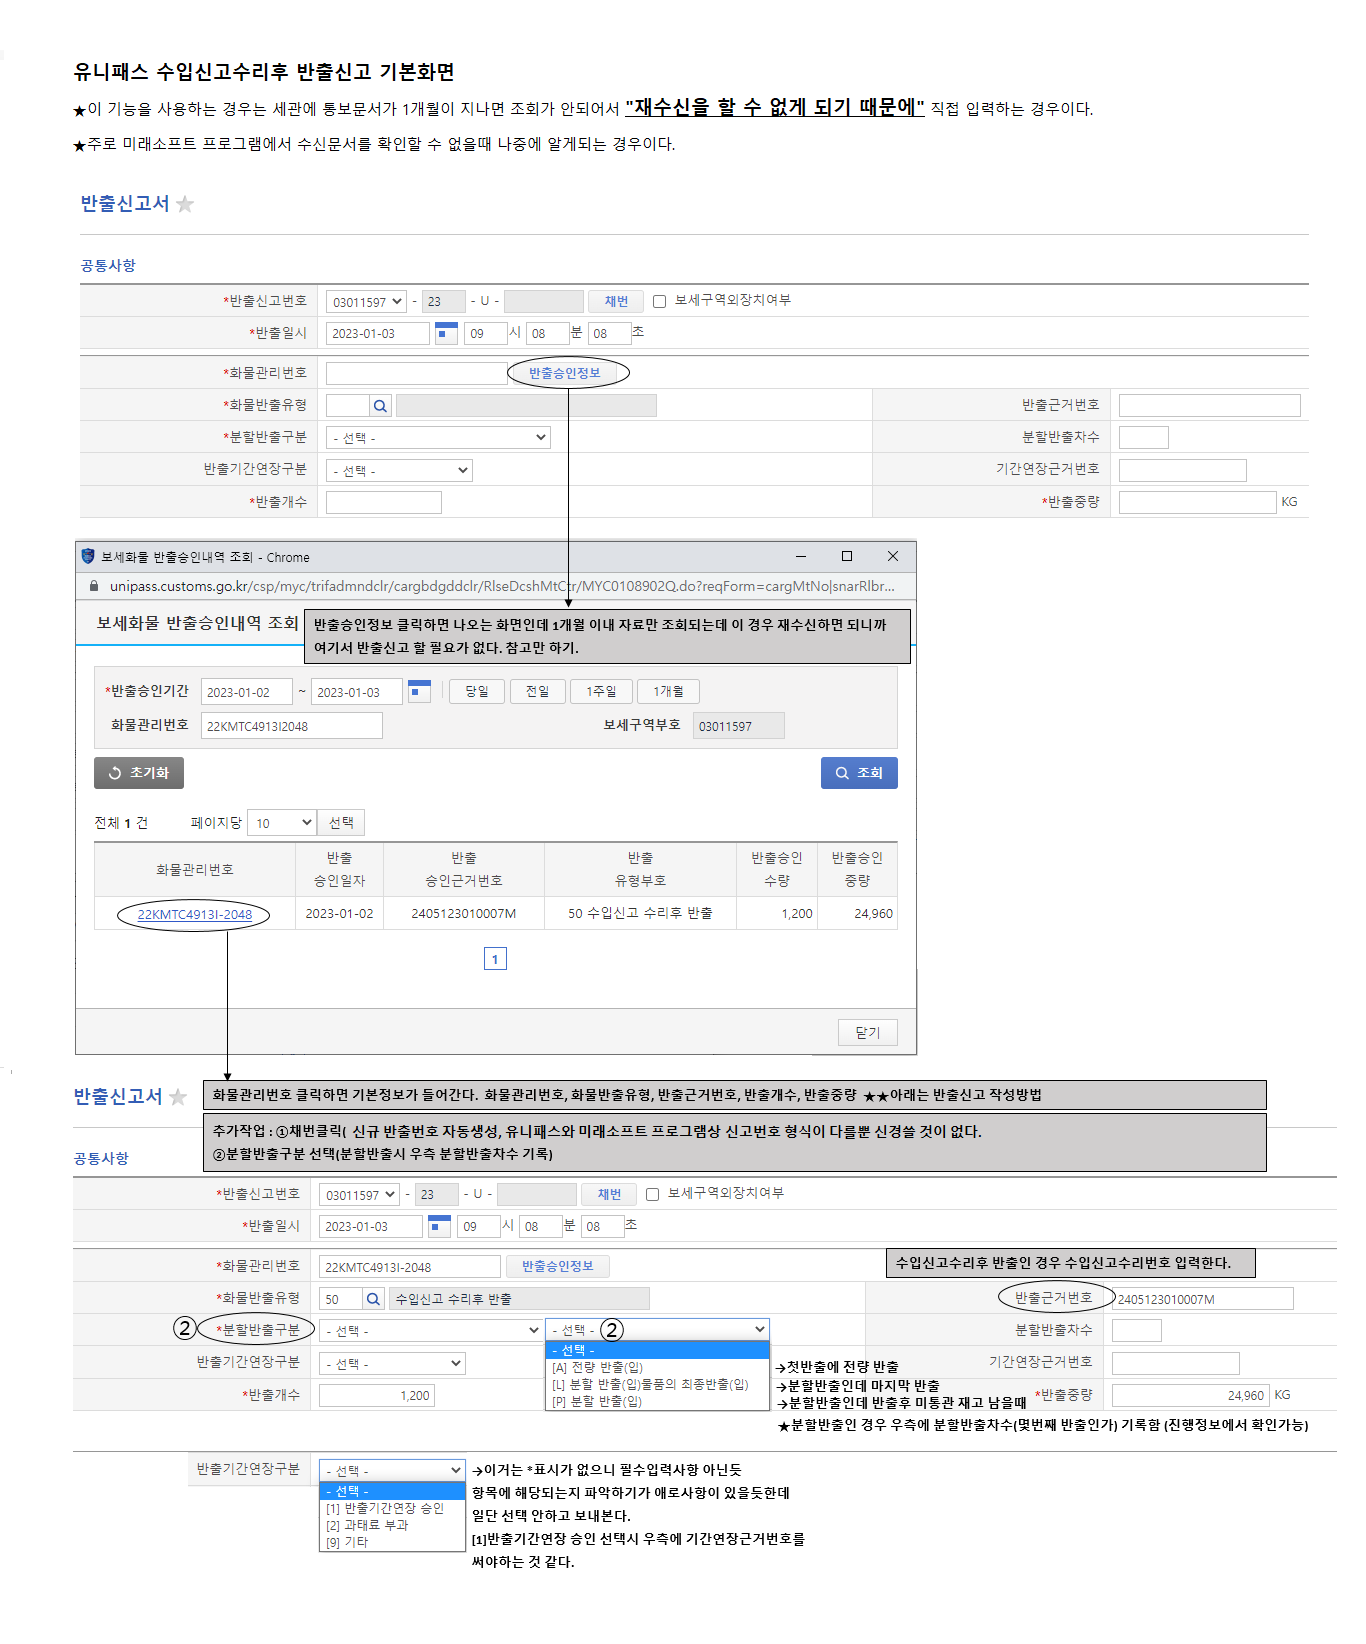 유니패스 수입신고수리후 반출신고 기본화면
★이 기능을 사용하는 경우는 세관에 통보문서가 1개월이 지나면 조회가 안되어서 "재수신을 할 수 없게 되기 때문에" 직접 입력하는 경우이다.
★주로 미래소프트 프로그램에서 수신문서를 확인할 수 없을때 나중에 알게되는 경우이다.
반출신고서 ★
공통사항
*반출신고번호 03011597 - 23 - U - 채번 보세구역외장치여부
*반출일시 2023-01-03 09 시 08 분 08 초
*화물관리번호 반출승인정보
*화물반출유형 반출근거번호
*분할반출구분 - 선택 - 분할반출차수
반출기간연장구분 - 선택 - 기간연장근거번호
*반출개수 *반출중량 KG
보세화물 반출승인내역 조회 - Chrome
unipass.customs.go.kr/csp/myc/trifadmndclr/cargbdgddclr/RlseDcshMtCtr/MYC0108902Q.do?reqForm=cargMtNo|snarRlbr...
보세화물 반출승인내역 조회
반출승인정보 클릭하면 나오는 화면인데 1개월 이내 자료만 조회되는데 이 경우 재수신하면 되니까
여기서 반출신고 할 필요가 없다. 참고만 하기.
*반출승인기간 2023-01-02 ~ 2023-01-03 당일 전일 1주일 1개월
화물관리번호 22KMTC4913I2048 보세구역부호 03011597
초기화 조회
전체 1 건 페이지당 10 선택
화물관리번호 반출 승인일자 반출 승인근거번호 반출 유형부호 반출승인 수량 반출승인 중량
22KMTC4913I-2048 2023-01-02 2405123010007M 50 수입신고 수리후 반출 1,200 24,960
1
닫기
반출신고서 ★
화물관리번호 클릭하면 기본정보가 들어간다. 화물관리번호, 화물반출유형, 반출근거번호, 반출개수, 반출중량 ★★아래는 반출신고 작성방법
추가작업 : ①채번클릭( 신규 반출번호 자동생성, 유니패스와 미래소프트 프로그램상 신고번호 형식이 다를뿐 신경쓸 것이 없다.
②분할반출구분 선택(분할반출시 우측 분할반출차수 기록)
공통사항
*반출신고번호 03011597 - 23 - U - 채번 보세구역외장치여부
*반출일시 2023-01-03 09 시 08 분 08 초
*화물관리번호 22KMTC4913I-2048 반출승인정보
수입신고수리후 반출인 경우 수입신고수리번호 입력한다.
*화물반출유형 50 수입신고 수리후 반출 반출근거번호 2405123010007M
② *분할반출구분 - 선택 - - 선택 - ② 분할반출차수
- 선택 -
[A] 전량 반출(입) →첫반출에 전량 반출
[L] 분할 반출(입)물품의 최종반출(입) →분할반출인데 마지막 반출
[P] 분할 반출(입) →분할반출인데 반출후 미통관 재고 남을때
반출기간연장구분 - 선택 - 기간연장근거번호
*반출개수 1,200 *반출중량 24,960 KG
★분할반출인 경우 우측에 분할반출차수(몇번째 반출인가) 기록함 (진행정보에서 확인가능)
반출기간연장구분 - 선택 - →이거는 *표시가 없으니 필수입력사항 아닌듯
- 선택 - 항목에 해당되는지 파악하기가 애로사항이 있을듯한데
[1] 반출기간연장 승인 일단 선택 안하고 보내본다.
[2] 과태료 부과
[9] 기타 [1]반출기간연장 승인 선택시 우측에 기간연장근거번호를
써야하는 것 같다.